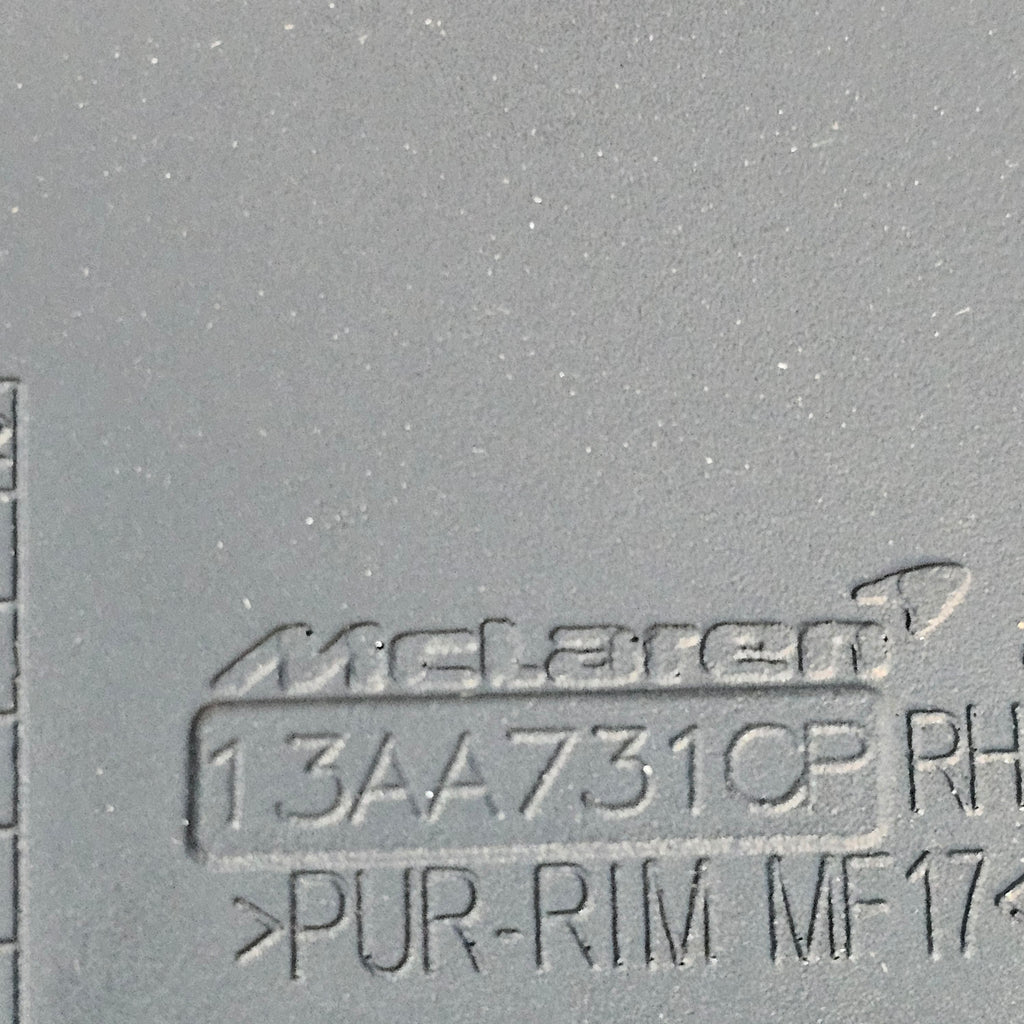 McLaren
13AA731CP RH
>PUR-RIM MF17<